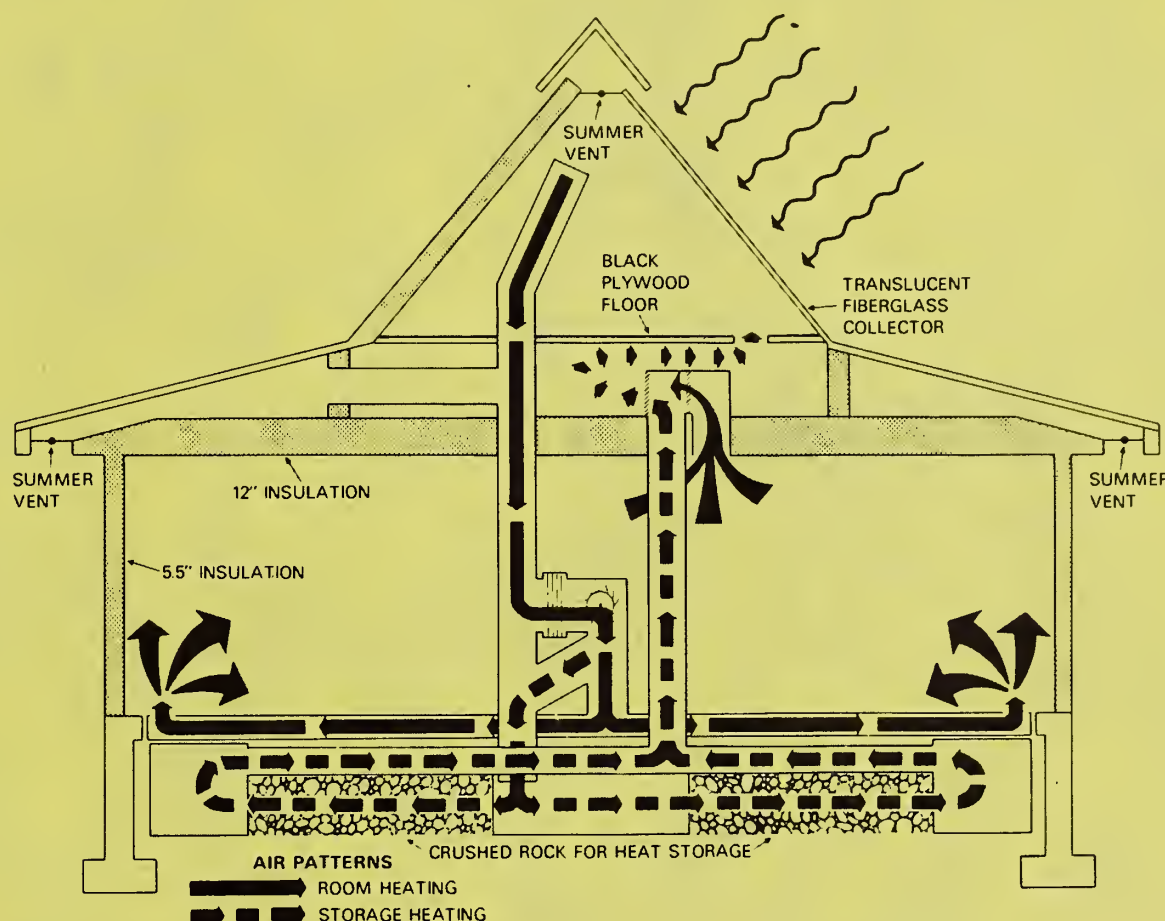 SUMMER
VENT
BLACK
PLYWOOD
FLOOR
TRANSLUCENT
FIBERGLASS
COLLECTOR
SUMMER
VENT
12" INSULATION
SUMMER
VENT
5.5" INSULATION
CRUSHED ROCK FOR HEAT STORAGE
AIR PATTERNS
ROOM HEATING
STORAGE HEATING